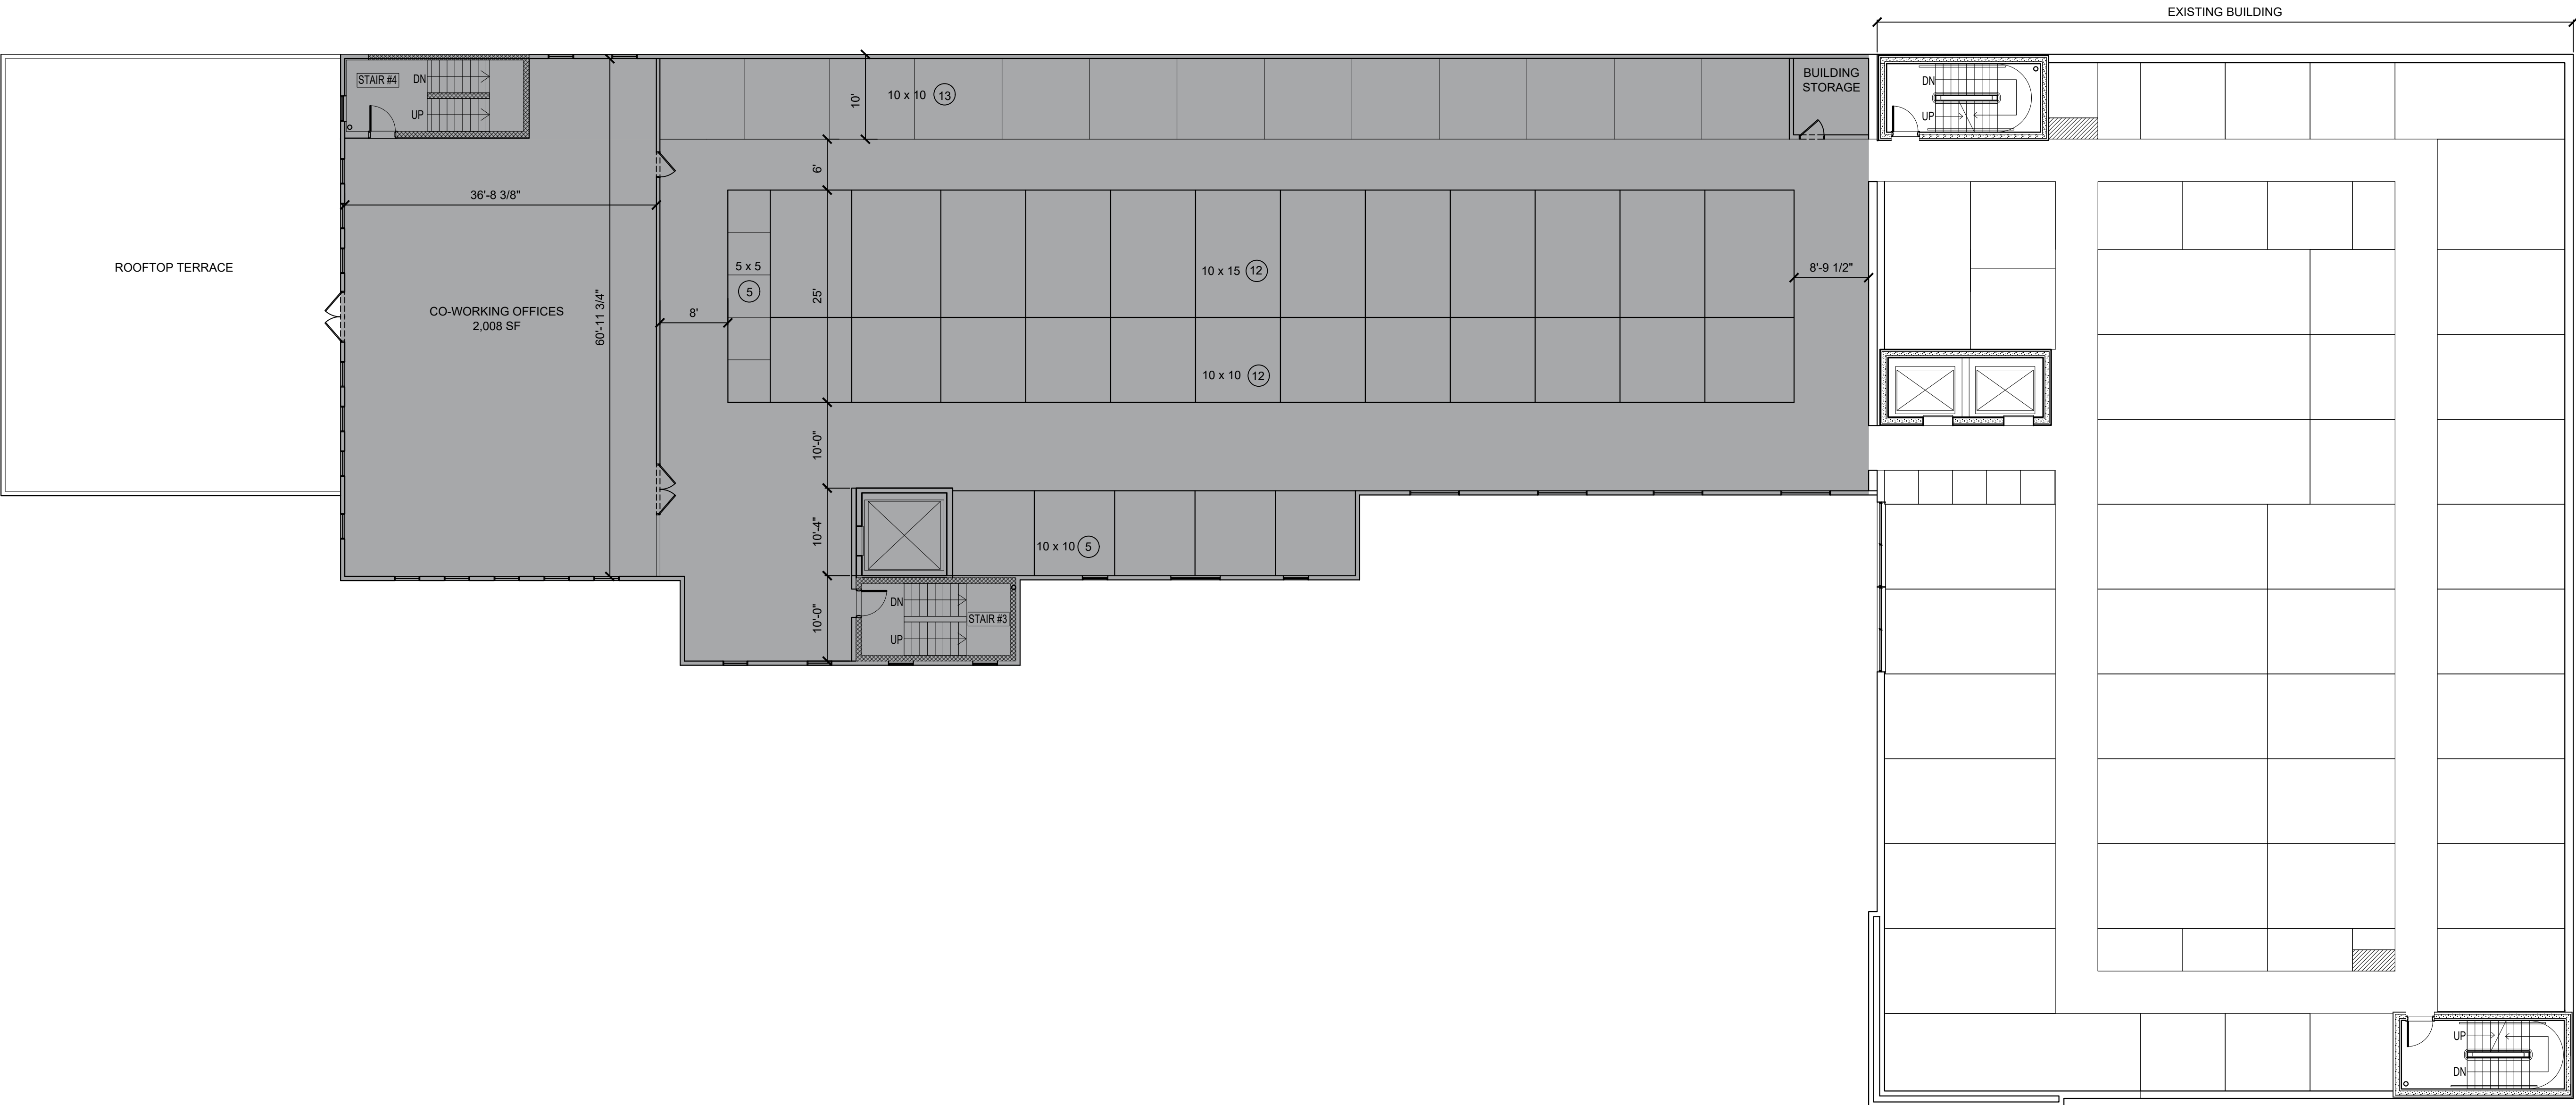 EXISTING BUILDING
STAIR #4
DN
UP
10'
10 x 10 13
BUILDING
STORAGE
DN
UP
6'
36'-8 3/8"
ROOFTOP TERRACE
CO-WORKING OFFICES
2,008 SF
60'-11 3/4"
8'
5 x 5
5
25'
10 x 15 12
8'-9 1/2"
10 x 10 12
10'-0"
10'-4"
10 x 10 5
10'-0"
DN
STAIR #3
UP
UP
DN